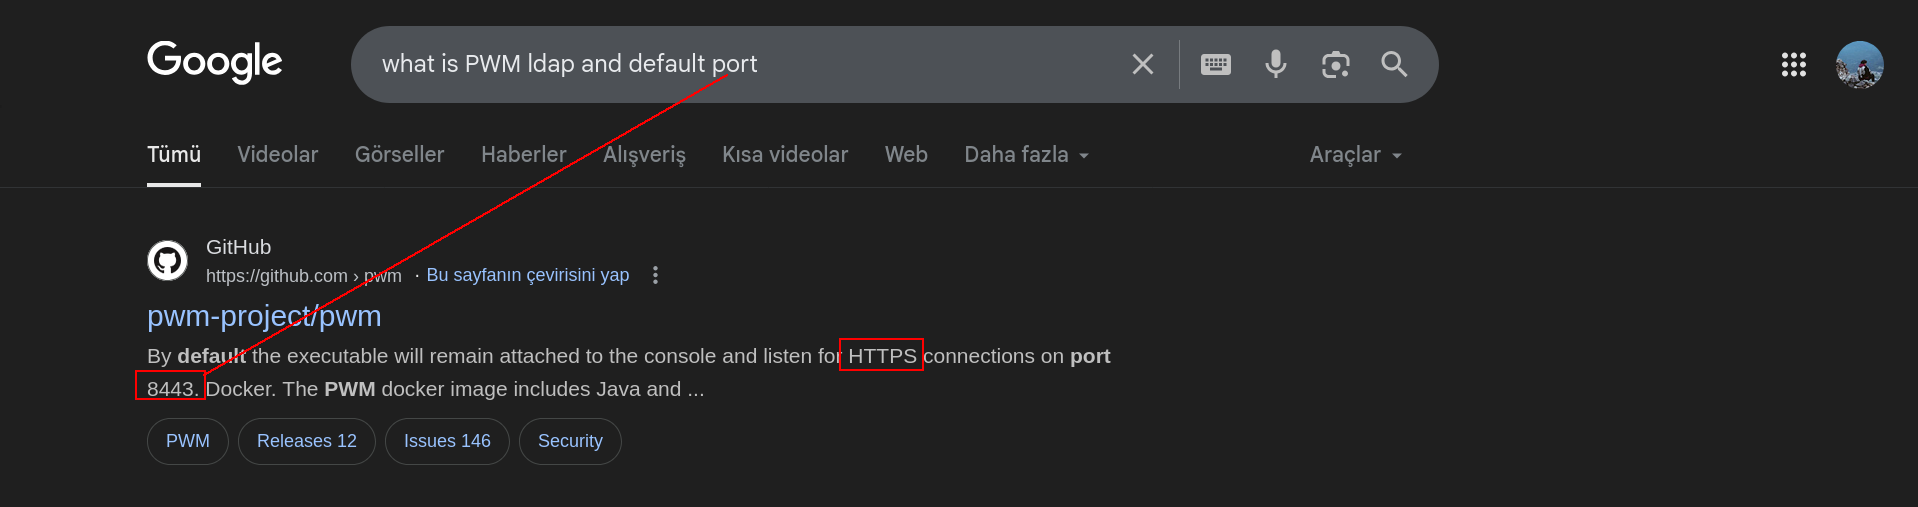 Google
what is PWM ldap and default port
Tümü Videolar Görseller Haberler Alışveriş Kısa videolar Web Daha fazla Araçlar
GitHub
https://github.com › pwm · Bu sayfanın çevirisini yap
pwm-project/pwm
By default the executable will remain attached to the console and listen for HTTPS connections on port
8443. Docker. The PWM docker image includes Java and ...
PWM Releases 12 Issues 146 Security